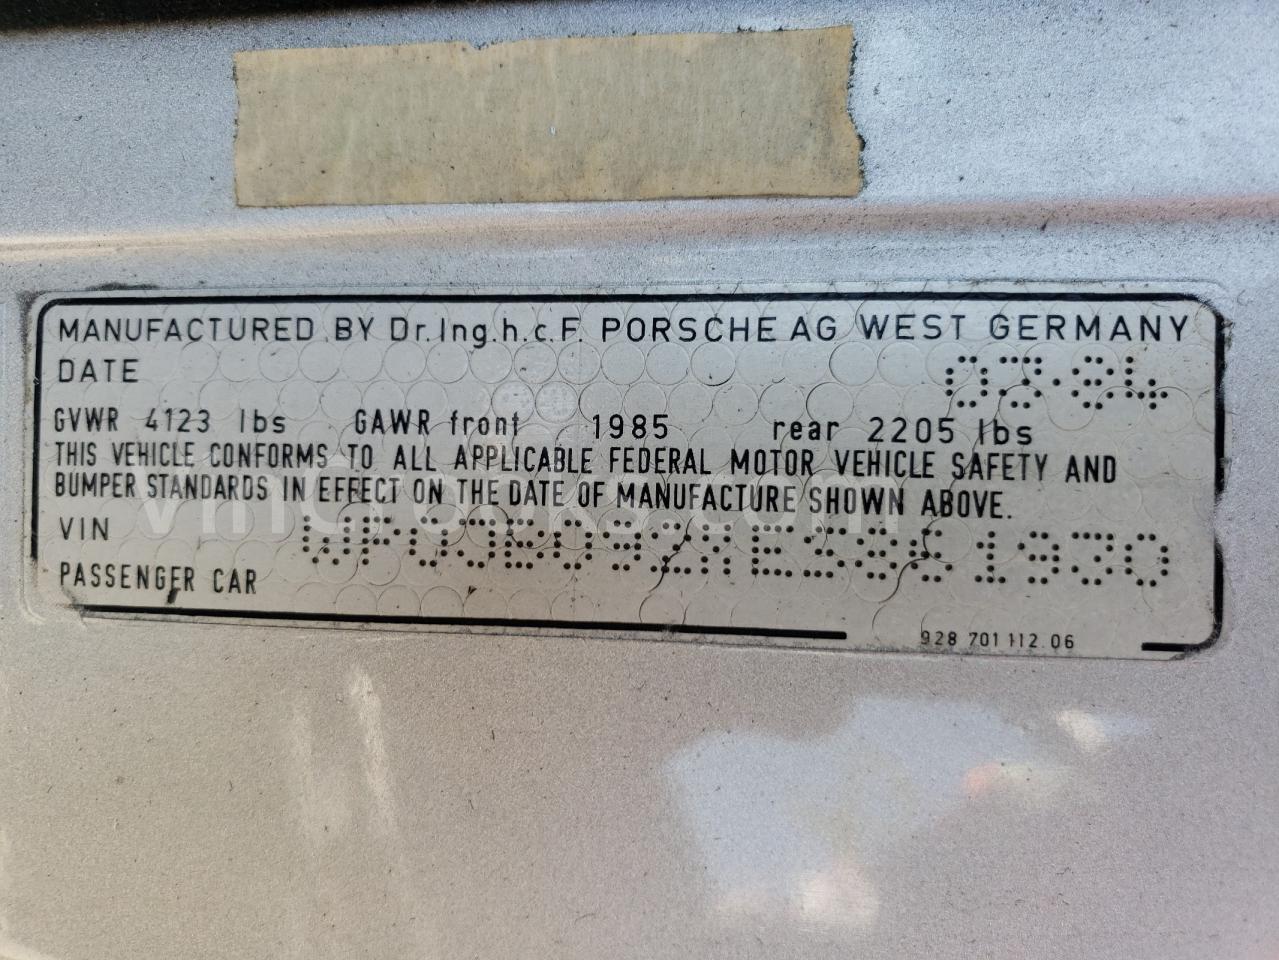 MANUFACTURED BY Dr.Ing.h.c.F. PORSCHE AG WEST GERMANY
DATE 03·84
GVWR 4123 lbs GAWR front 1985 rear 2205 lbs
THIS VEHICLE CONFORMS TO ALL APPLICABLE FEDERAL MOTOR VEHICLE SAFETY AND
BUMPER STANDARDS IN EFFECT ON THE DATE OF MANUFACTURE SHOWN ABOVE.
VIN WP0JB092XES861930
PASSENGER CAR
928 701 112 06